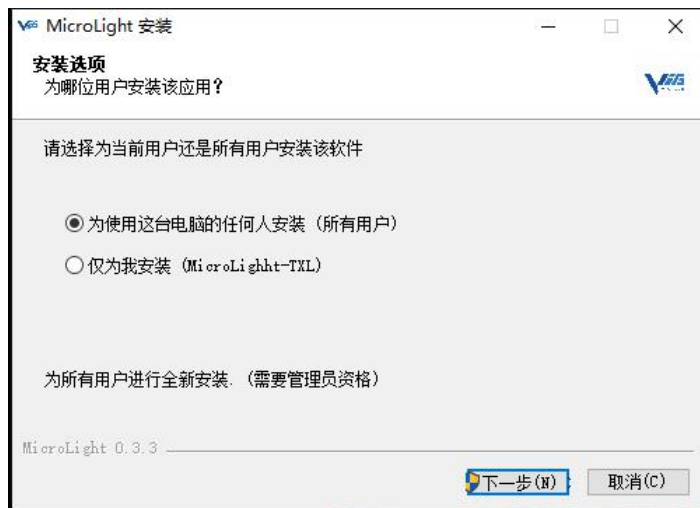 MicroLight 安装
安装选项
为哪位用户安装该应用?
请选择为当前用户还是所有用户安装该软件
为使用这台电脑的任何人安装 (所有用户)
仅为我安装 (MicroLighht-TXL)
为所有用户进行全新安装. (需要管理员资格)
MicroLight 0.3.3
下一步(N)
取消(C)